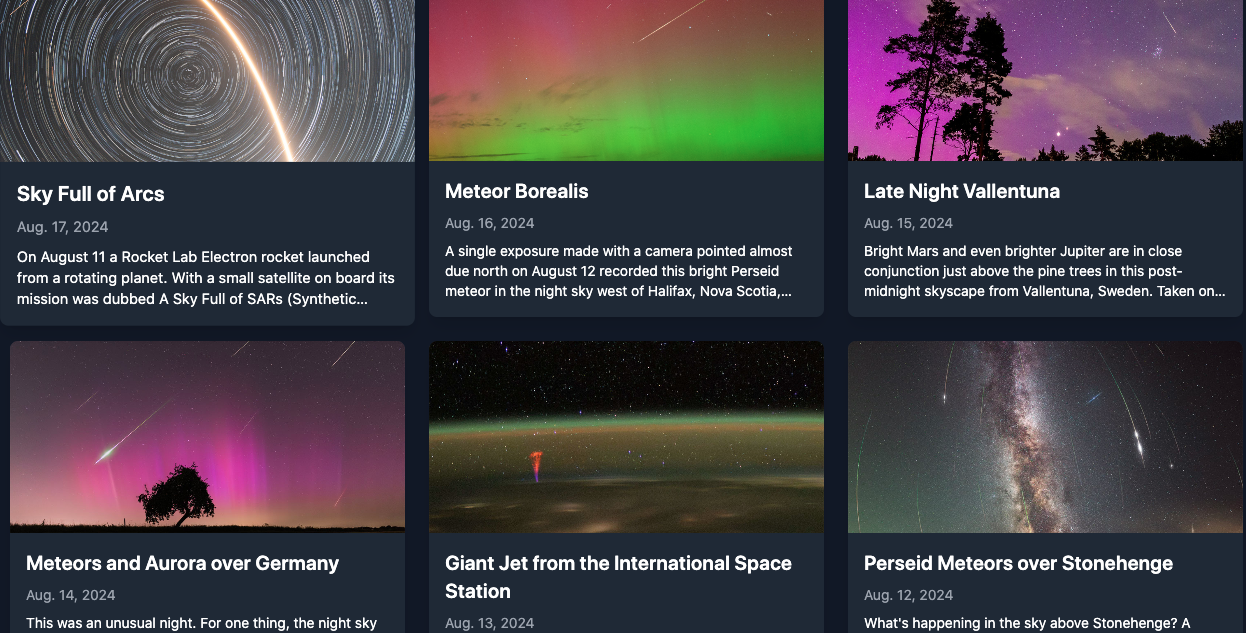 Sky Full of Arcs
Aug. 17, 2024
On August 11 a Rocket Lab Electron rocket launched
from a rotating planet. With a small satellite on board its
mission was dubbed A Sky Full of SARs (Synthetic...
Meteor Borealis
Aug. 16, 2024
A single exposure made with a camera pointed almost
due north on August 12 recorded this bright Perseid
meteor in the night sky west of Halifax, Nova Scotia,...
Late Night Vallentuna
Aug. 15, 2024
Bright Mars and even brighter Jupiter are in close
conjunction just above the pine trees in this post-
midnight skyscape from Vallentuna, Sweden. Taken on...
Meteors and Aurora over Germany
Aug. 14, 2024
This was an unusual night. For one thing, the night sky
Giant Jet from the International Space
Station
Aug. 13, 2024
Perseid Meteors over Stonehenge
Aug. 12, 2024
What's happening in the sky above Stonehenge? A